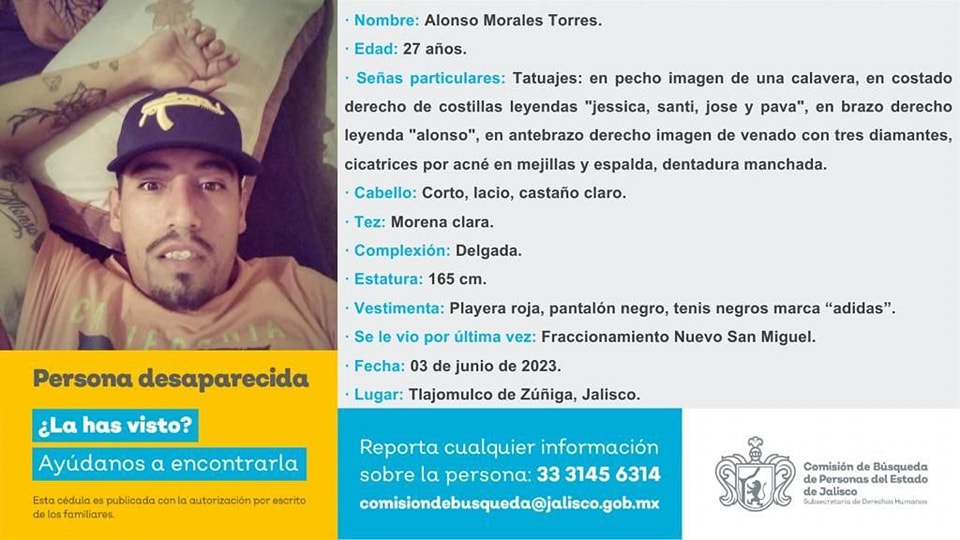 · Nombre: Alonso Morales Torres.
· Edad: 27 años.
· Señas particulares: Tatuajes: en pecho imagen de una calavera, en costado
derecho de costillas leyendas "jessica, santi, jose y pava", en brazo derecho
leyenda "alonso", en antebrazo derecho imagen de venado con tres diamantes,
cicatrices por acné en mejillas y espalda, dentadura manchada.
· Cabello: Corto, lacio, castaño claro.
· Tez: Morena clara.
· Complexión: Delgada.
· Estatura: 165 cm.
· Vestimenta: Playera roja, pantalón negro, tenis negros marca “adidas”.
· Se le vio por última vez: Fraccionamiento Nuevo San Miguel.
· Fecha: 03 de junio de 2023.
· Lugar: Tlajomulco de Zúñiga, Jalisco.
Alonso
Persona desaparecida
¿La has visto?
Ayúdanos a encontrarla
Esta cédula es publicada con la autorización por escrito
de los familiares.
Reporta cualquier información
sobre la persona: 33 3145 6314
comisiondebusqueda@jalisco.gob.mx
Comisión de Búsqueda
de Personas del Estado
de Jalisco
Subsecretaría de Derechos Humanos